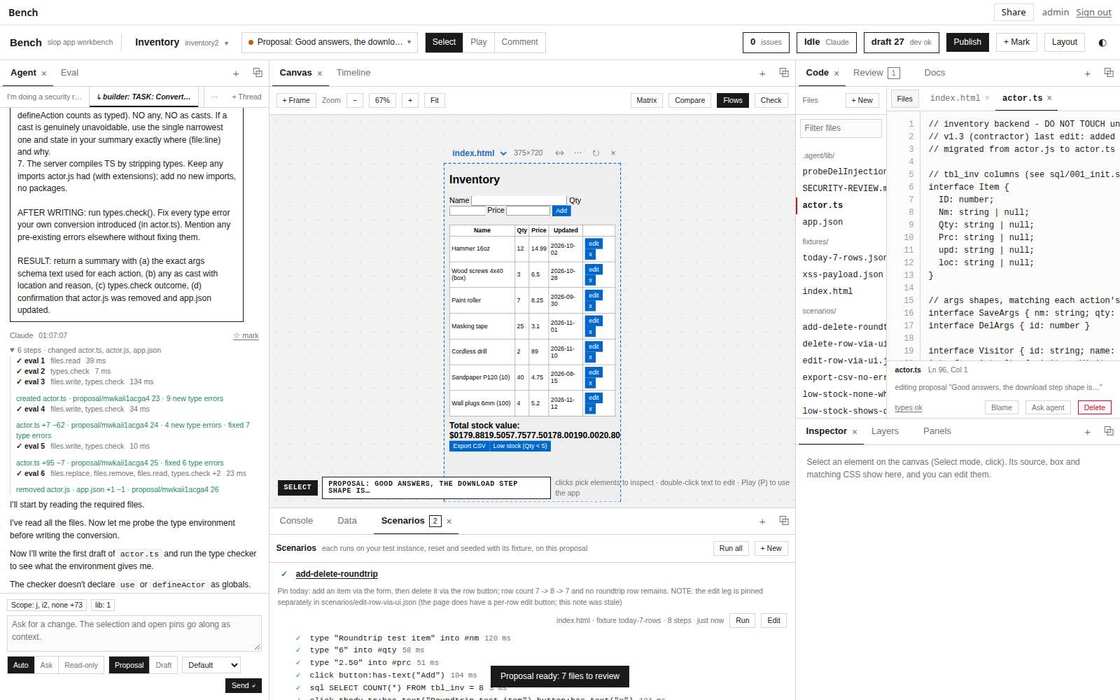 Bench
Share admin Sign out
Bench slop app workbench Inventory inventory2 Proposal: Good answers, the downlo… Select Play Comment 0 issues Idle Claude draft 27 dev ok Publish + Mark Layout
Agent × Eval +
I'm doing a security r… builder: TASK: Convert… ··· + Thread
defineAction counts as typed). NO any, NO as casts. If a
cast is genuinely unavoidable, use the single narrowest
one and state in your summary exactly where (file:line)
and why.
7. The server compiles TS by stripping types. Keep any
imports actor.js had (with extensions); add no new imports,
no packages.
AFTER WRITING: run types.check(). Fix every type error
your own conversion introduced (in actor.ts). Mention any
pre-existing errors elsewhere without fixing them.
RESULT: return a summary with (a) the exact args
schema text used for each action, (b) any as cast with
location and reason, (c) types.check outcome, (d)
confirmation that actor.js was removed and app.json
updated.
Claude 01:07:07 ☆ mark
▾ 6 steps · changed actor.ts, actor.js, app.json
✓ eval 1 files.read 39 ms
✓ eval 2 types.check 7 ms
✓ eval 3 files.write, types.check 134 ms
created actor.ts · proposal/mwkaii1acga4 23 · 9 new type errors
✓ eval 4 files.write, types.check 34 ms
actor.ts +7 −62 · proposal/mwkaii1acga4 24 · 4 new type errors · fixed 7
type errors
✓ eval 5 files.write, types.check 10 ms
actor.ts +95 −7 · proposal/mwkaii1acga4 25 · fixed 6 type errors
✓ eval 6 files.replace, files.remove, files.read, types.check +2 23 ms
removed actor.js · app.json +1 −1 · proposal/mwkaii1acga4 26
I'll start by reading the required files.
I've read all the files. Now let me probe the type environment
before writing the conversion.
Now I'll write the first draft of actor.ts and run the type checker
to see what the environment gives me.
The checker doesn't declare use or defineActor as globals.
Scope: j, i2, none +73 lib: 1
Ask for a change. The selection and open pins go along as
context.
Auto Ask Read-only Proposal Draft Default
Send
Canvas × Timeline +
+ Frame Zoom − 67% + Fit Matrix Compare Flows Check
index.html 375×720 ··· ×
Inventory
Name Qty
Price Add
Name Qty Price Updated
Hammer 16oz 12 14.99 2026-10-02 edit x
Wood screws 4x40 (box) 3 6.5 2026-10-28 edit x
Paint roller 7 8.25 2026-09-30 edit x
Masking tape 25 3.1 2026-11-01 edit x
Cordless drill 2 89 2026-11-10 edit x
Sandpaper P120 (10) 40 4.75 2026-08-15 edit x
Wall plugs 6mm (100) 4 5.2 2026-11-12 edit x
Total stock value:
$0179.8819.5057.7577.50178.00190.0020.80
Export CSV Low stock (Qty < 5)
SELECT PROPOSAL: GOOD ANSWERS, THE DOWNLOAD STEP SHAPE IS… clicks pick elements to inspect · double-click text to edit · Play (P) to use the app
Console Data Scenarios 2 × +
Scenarios each runs on your test instance, reset and seeded with its fixture, on this proposal Run all + New
✓ add-delete-roundtrip
Pin today: add an item via the form, then delete it via the row button; row count 7 -> 8 -> 7 and no roundtrip row remains. NOTE: the edit leg is pinned
separately in scenarios/edit-row-via-ui.json (the page does have a per-row edit button; this note was stale)
index.html · fixture today-7-rows · 8 steps just now Run Edit
✓ type "Roundtrip test item" into #nm 120 ms
✓ type "6" into #qty 58 ms
✓ type "2.50" into #prc 51 ms
✓ click button:has-text("Add") 104 ms
✓ sql SELECT COUNT(*) FROM tbl_inv = 8
Proposal ready: 7 files to review
Code × Review 1 Docs +
Files + New
Filter files
.agent/lib/
probeDelInjection
SECURITY-REVIEW.m
actor.ts
app.json
fixtures/
today-7-rows.json
xss-payload.json
index.html
scenarios/
add-delete-roundt
delete-row-via-ui
edit-row-via-ui.j
export-csv-no-err
low-stock-none-wh
low-stock-shows-q
Files index.html × actor.ts ×
1 // inventory backend - DO NOT TOUCH un
2 // v1.3 (contractor) last edit: added
3 // migrated from actor.js to actor.ts
4
5 // tbl_inv columns (see sql/001_init.s
6 interface Item {
7 ID: number;
8 Nm: string | null;
9 Qty: string | null;
10 Prc: string | null;
11 upd: string | null;
12 loc: string | null;
13 }
14
15 // args shapes, matching each action's
16 interface SaveArgs { nm: string; qty:
17 interface DelArgs { id: number }
18
19 interface Visitor { id: string; name:
actor.ts Ln 96, Col 1
editing proposal "Good answers, the download step shape is…"
types ok Blame Ask agent Delete
Inspector × Layers Panels +
Select an element on the canvas (Select mode, click). Its source, box and
matching CSS show here, and you can edit them.